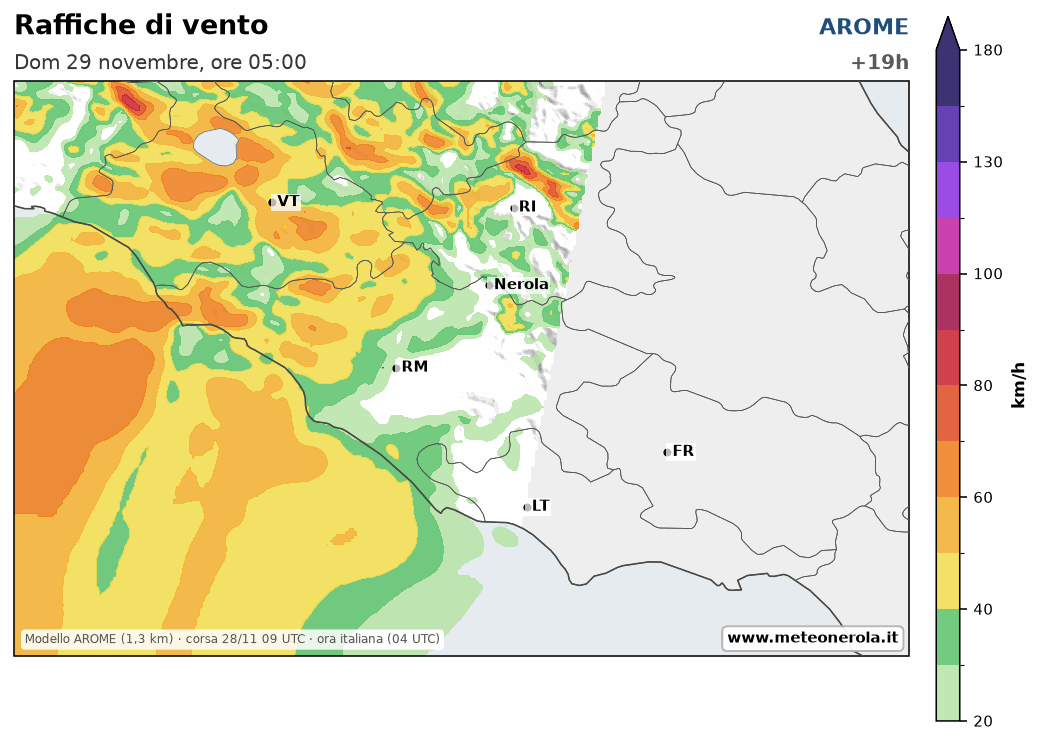 Raffiche di vento
AROME
Dom 29 novembre, ore 05:00
+19h
180
130
100
80
60
40
20
km/h
VT
RI
Nerola
RM
FR
LT
Modello AROME (1,3 km) · corsa 28/11 09 UTC · ora italiana (04 UTC)
www.meteonerola.it